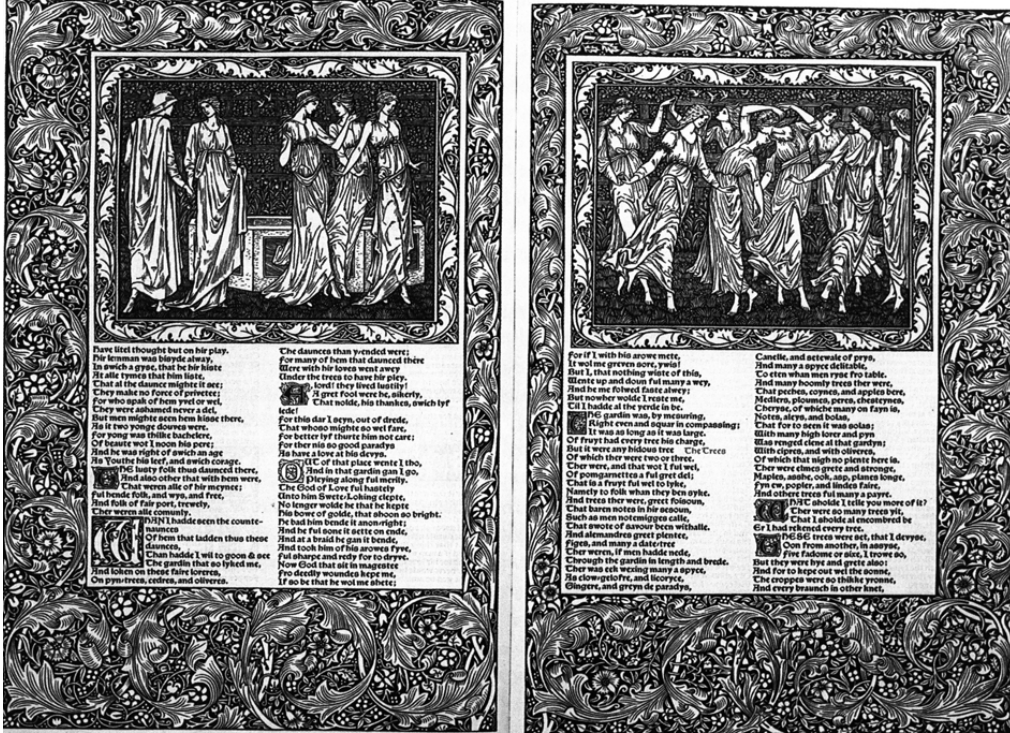 have litel thought but on hir play.
Hir lemman was bisyde alway,
In swich a gyse, that he hir kiste
At alle tymes that him liste,
That al the daunce mighte it see;
They make no force of privetee;
For who spak of hem yvel or wel,
They were ashamed never a del,
But men mighte seen hem kisse there,
As it two yonge douves were.
For yong was thilke bachelere,
Of beaute wot I noon his pere;
And he was right of swich an age
As Youthe his leef, and swich corage.
THE lusty folk thus daunced there,
And also other that with hem were,
That weren alle of hir meynee;
Ful hende folk, and wys, and free,
And folk of fair port, trewely,
Ther weren alle comunly.
WHAN I hadde seen the counte-
naunces
Of hem that ladden thus these
daunces,
Than hadde I wil to goon & see
The gardin that so lyked me,
And loken on these faire loreres,
On pyn-trees, cedres, and oliveres.
The daunces than y-ended were;
For many of hem that daunced there
Were with hir loves went awey
Under the trees to have hir pley.
A, lord! they lived lustily!
A gret fool were he, sikerly,
That nolde, his thankes, swich lyf
lede!
For this dar I seyn, out of drede,
That whoso mighte so wel fare,
For better lyf thurte him not care;
For ther nis so good paradys
As have a love at his devys.
OUT of that place wente I tho,
And in that gardin gan I go,
Pleying along ful merily.
The God of Love ful hastely
Unto him Swete-Loking clepte,
No lenger wolde he that he kepte
His bowe of golde, that shoon so bright.
He bad him bende it anon-right;
And he ful sone it sette on ende,
And at a braid he gan it bende,
And took him of his arowes fyve,
Ful sharpe and redy for to dryve.
Now God that sit in magestee
Fro deedly woundes kepe me,
If so be that he wol me shete;
For if I with his arowe mete,
It wol me greven sore, ywis!
But I, that nothing wiste of this,
Wente up and doun ful many a wey,
And he me folwed faste alwey;
But nowher wolde I reste me,
Til I hadde al the yerde in be.
THE gardin was, by mesuring,
Right even and squar in compassing;
It was as long as it was large.
Of fruyt had every tree his charge,
But it were any hidous tree The Trees
Of which ther were two or three.
Ther were, and that wot I ful wel,
Of pomgarnettes a ful gret del;
That is a fruyt ful wel to lyke,
Namely to folk whan they ben syke.
And trees ther were, greet foisoun,
That baren notes in hir sesoun,
Such as men notemigges calle,
That swote of savour been withalle.
And alemandres greet plentee,
Figes, and many a date-tree
Ther weren, if men hadde nede,
Through the gardin in length and brede.
Ther was eek wexing many a spyce,
As clow-gelofre, and licoryce,
Gingere, and greyn de paradys,
Canelle, and setewale of prys,
And many a spyce delitable,
To eten whan men ryse fro table.
And many hoomly trees ther were,
That peches, coynes, and apples bere,
Medlers, ploumes, peres, chesteynes,
Cheryse, of whiche many on fayn is,
Notes, aleys, and bolas,
That for to seen it was solas;
With many high lorer and pyn
Was renged clene al that gardyn;
With cipres, and with oliveres,
Of which that nigh no plente here is.
Ther were elmes grete and stronge,
Maples, asshe, ook, asp, planes longe,
Fyn ew, popler, and lindes faire,
And othere trees ful many a payre.
WHAT sholde I telle you more of it?
Ther were so many trees yit,
That I sholde al encombred be
Er I had rekened every tree.
THESE trees were set, that I devyse,
Oon from another, in assyse,
Five fadome or sixe, I trowe so,
But they were hye and grete also:
And for to kepe out wel the sonne,
The croppes were so thikke yronne,
And every braunch in other knet,